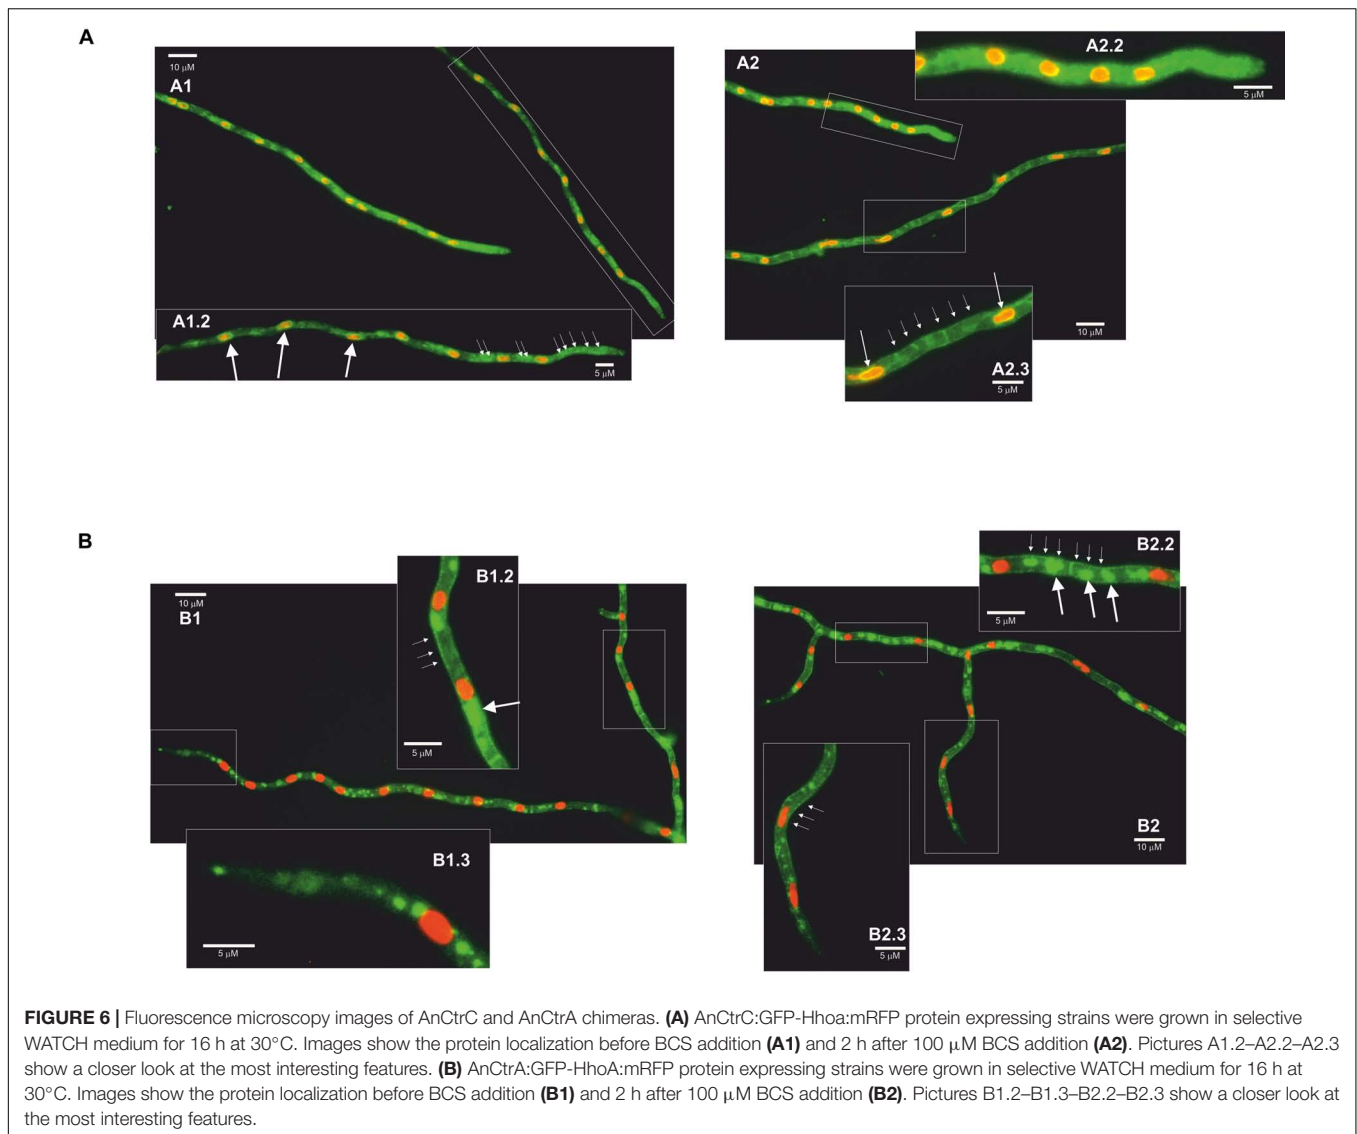 A
10 μM
A1
A1.2
5 μM
A2
A2.2
5 μM
10 μM
A2.3
5 μM
B
10 μM
B1
B1.2
5 μM
B1.3
5 μM
B2.2
5 μM
B2
10 μM
B2.3
5 μM
FIGURE 6 | Fluorescence microscopy images of AnCtrC and AnCtrA chimeras. (A) AnCtrC:GFP-Hhoa:mRFP protein expressing strains were grown in selective
WATCH medium for 16 h at 30°C. Images show the protein localization before BCS addition (A1) and 2 h after 100 μM BCS addition (A2). Pictures A1.2–A2.2–A2.3
show a closer look at the most interesting features. (B) AnCtrA:GFP-HhoA:mRFP protein expressing strains were grown in selective WATCH medium for 16 h at
30°C. Images show the protein localization before BCS addition (B1) and 2 h after 100 μM BCS addition (B2). Pictures B1.2–B1.3–B2.2–B2.3 show a closer look at
the most interesting features.